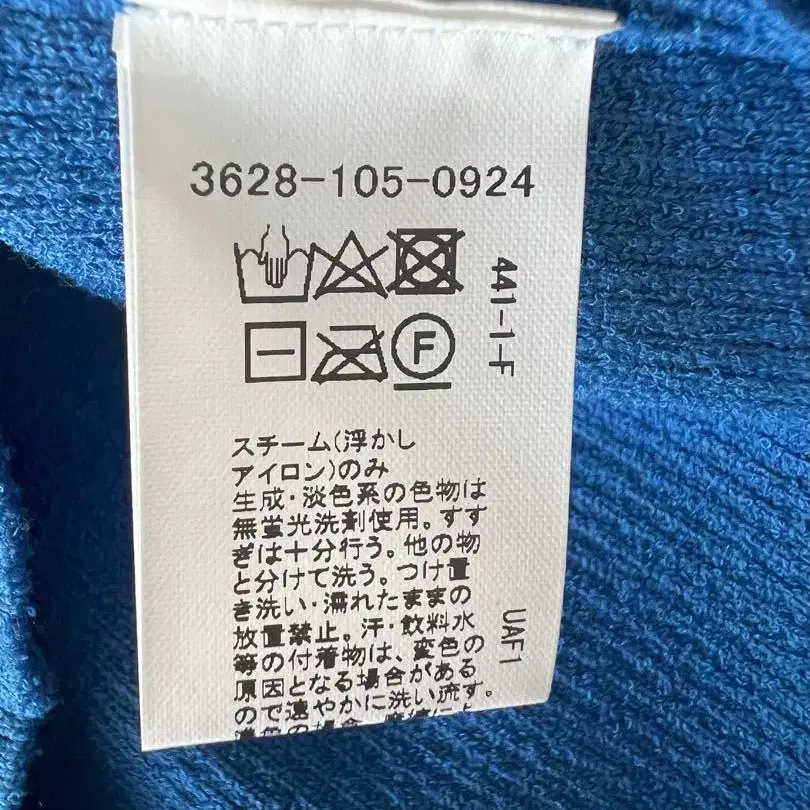 3628-105-0924
441-1-F
F
スチーム(浮かし
アイロン)のみ
生成・淡色系の色物は
無蛍光洗剤使用。すす
ぎは十分行う。他の物
と分けて洗う。つけ置
き洗い・濡れたままの
放置禁止。汗・飲料水
等の付着物は、変色の
原因となる場合がある
ので速やかに洗い流す。
UAF1